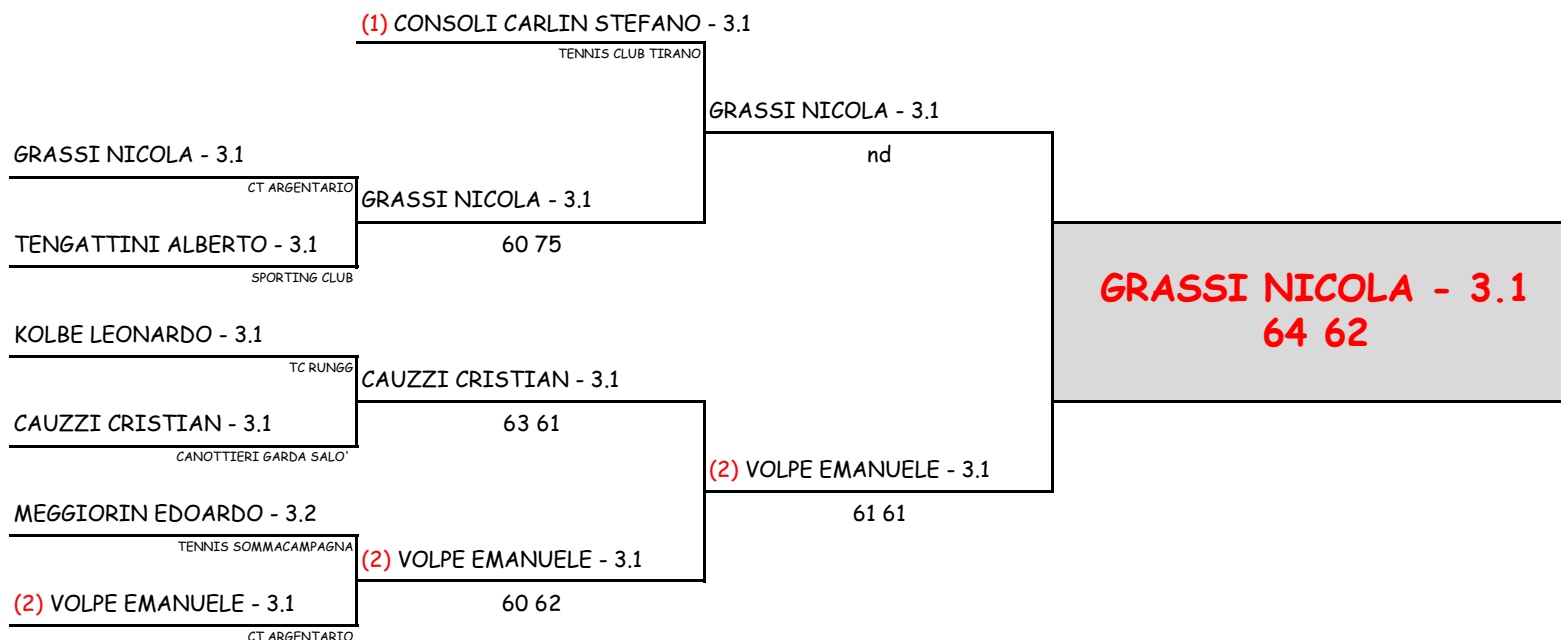 (1) CONSOLI CARLIN STEFANO - 3.1
TENNIS CLUB TIRANO
GRASSI NICOLA - 3.1
nd
GRASSI NICOLA - 3.1
CT ARGENTARIO
GRASSI NICOLA - 3.1
TENGATTINI ALBERTO - 3.1
60 75
SPORTING CLUB
GRASSI NICOLA - 3.1
64 62
KOLBE LEONARDO - 3.1
TC RUNGG
CAUZZI CRISTIAN - 3.1
CAUZZI CRISTIAN - 3.1
63 61
CANOTTIERI GARDA SALO'
(2) VOLPE EMANUELE - 3.1
61 61
MEGGIORIN EDOARDO - 3.2
TENNIS SOMMACAMPAGNA
(2) VOLPE EMANUELE - 3.1
(2) VOLPE EMANUELE - 3.1
60 62
CT ARGENTARIO